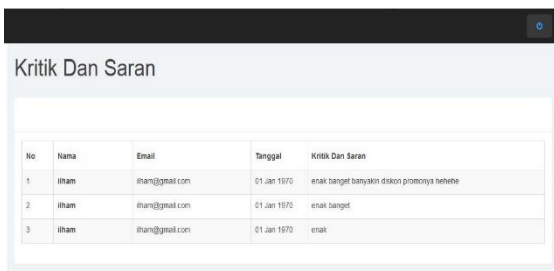 Kritik Dan Saran
No Nama Email Tanggal Kritik Dan Saran
1 ilham ilham@gmail.com 01 Jan 1970 enak banget banyakin diskon promonya hehehe
2 ilham ilham@gmail.com 01 Jan 1970 enak banget
3 ilham ilham@gmail.com 01 Jan 1970 enak